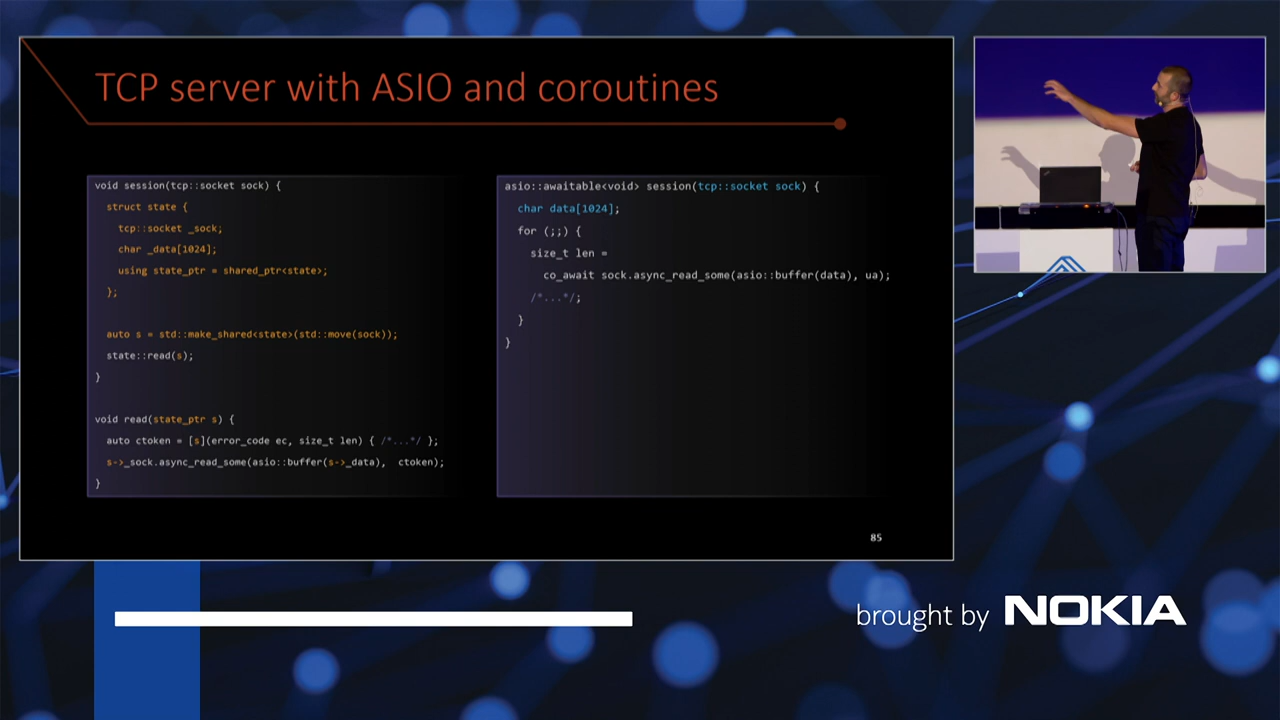 TCP server with ASIO and coroutines
void session(tcp::socket sock) {
struct state {
tcp::socket _sock;
char _data[1024];
using state_ptr = shared_ptr<state>;
};
auto s = std::make_shared<state>(std::move(sock));
state::read(s);
}
void read(state_ptr s) {
auto ctoken = [s](error_code ec, size_t len) { /*...*/ };
s->_sock.async_read_some(asio::buffer(s->_data), ctoken);
}
asio::awaitable<void> session(tcp::socket sock) {
char data[1024];
for (;;) {
size_t len =
co_await sock.async_read_some(asio::buffer(data), ua);
/*...*/;
}
}
85
brought by NOKIA